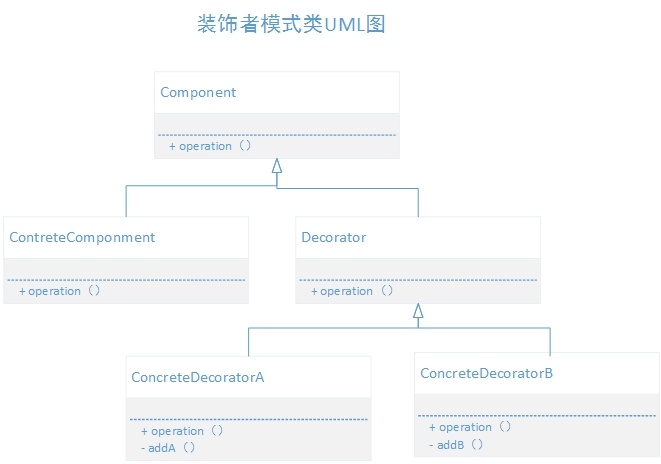 装饰者模式类UML图
Component
+ operation（）
ContreteComponment
+ operation（）
Decorator
+ operation（）
ConcreteDecoratorA
+ operation（）
- addA（）
ConcreteDecoratorB
+ operation（）
- addB（）